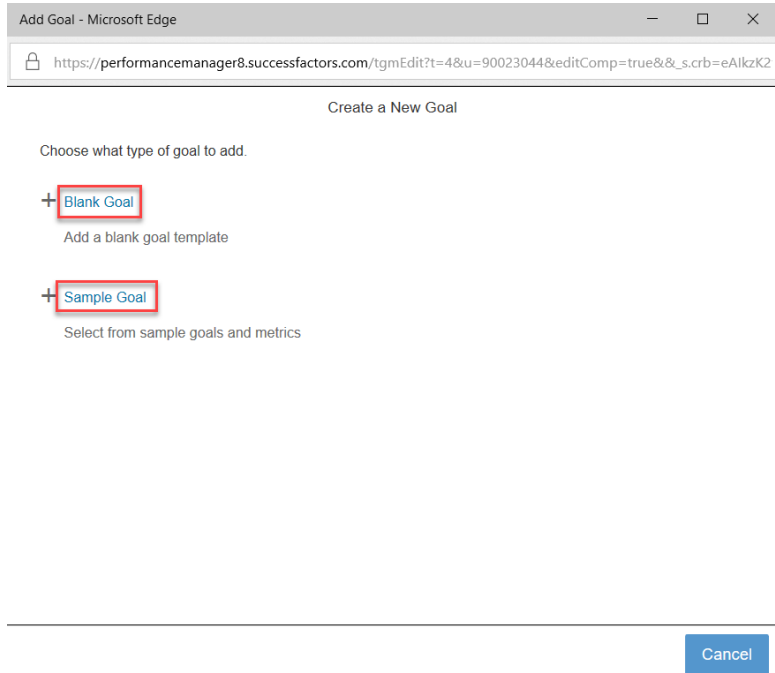 Add Goal - Microsoft Edge
https://performancemanager8.successfactors.com/tgmEdit?t=4&u=90023044&editComp=true&&_s.crb=eAIkzK2
Create a New Goal
Choose what type of goal to add.
+ Blank Goal
Add a blank goal template
+ Sample Goal
Select from sample goals and metrics
Cancel